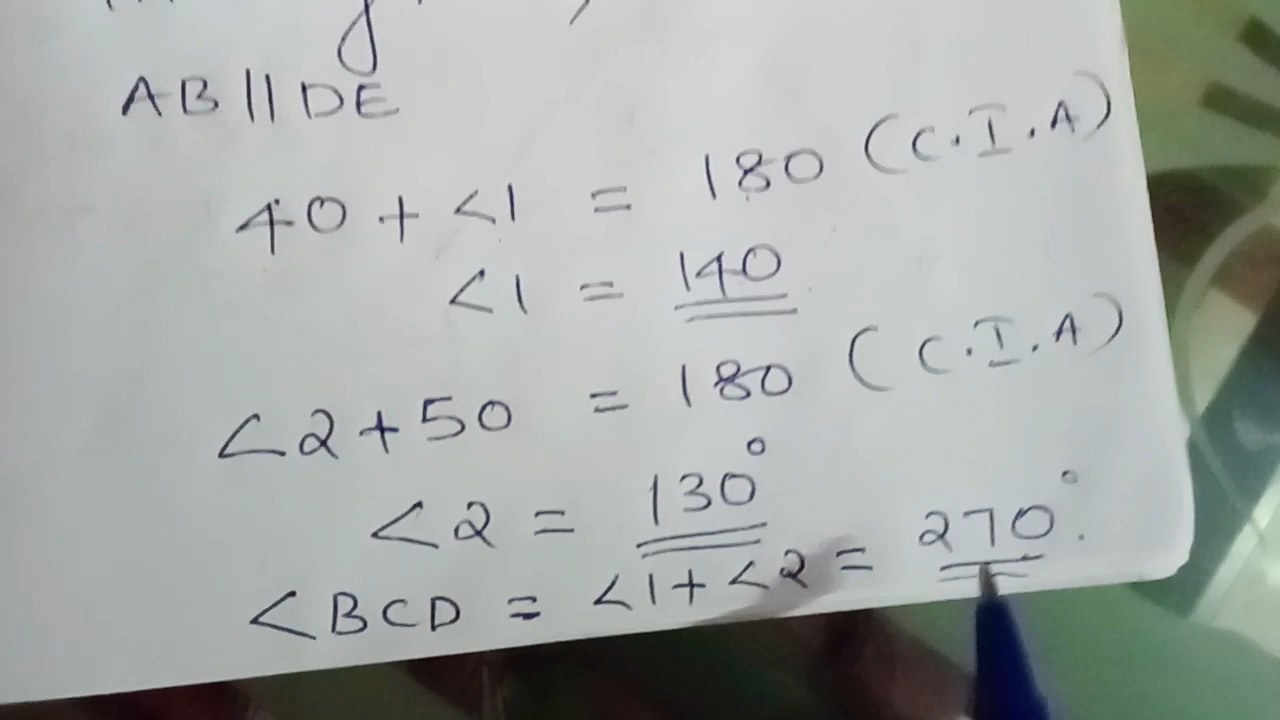 AB || DE
40 + <1 = 180 (C.I.A)
<1 = 140
<2 + 50 = 180 (C.I.A)
<2 = 130°
<BCD = <1 + <2 = 270°.